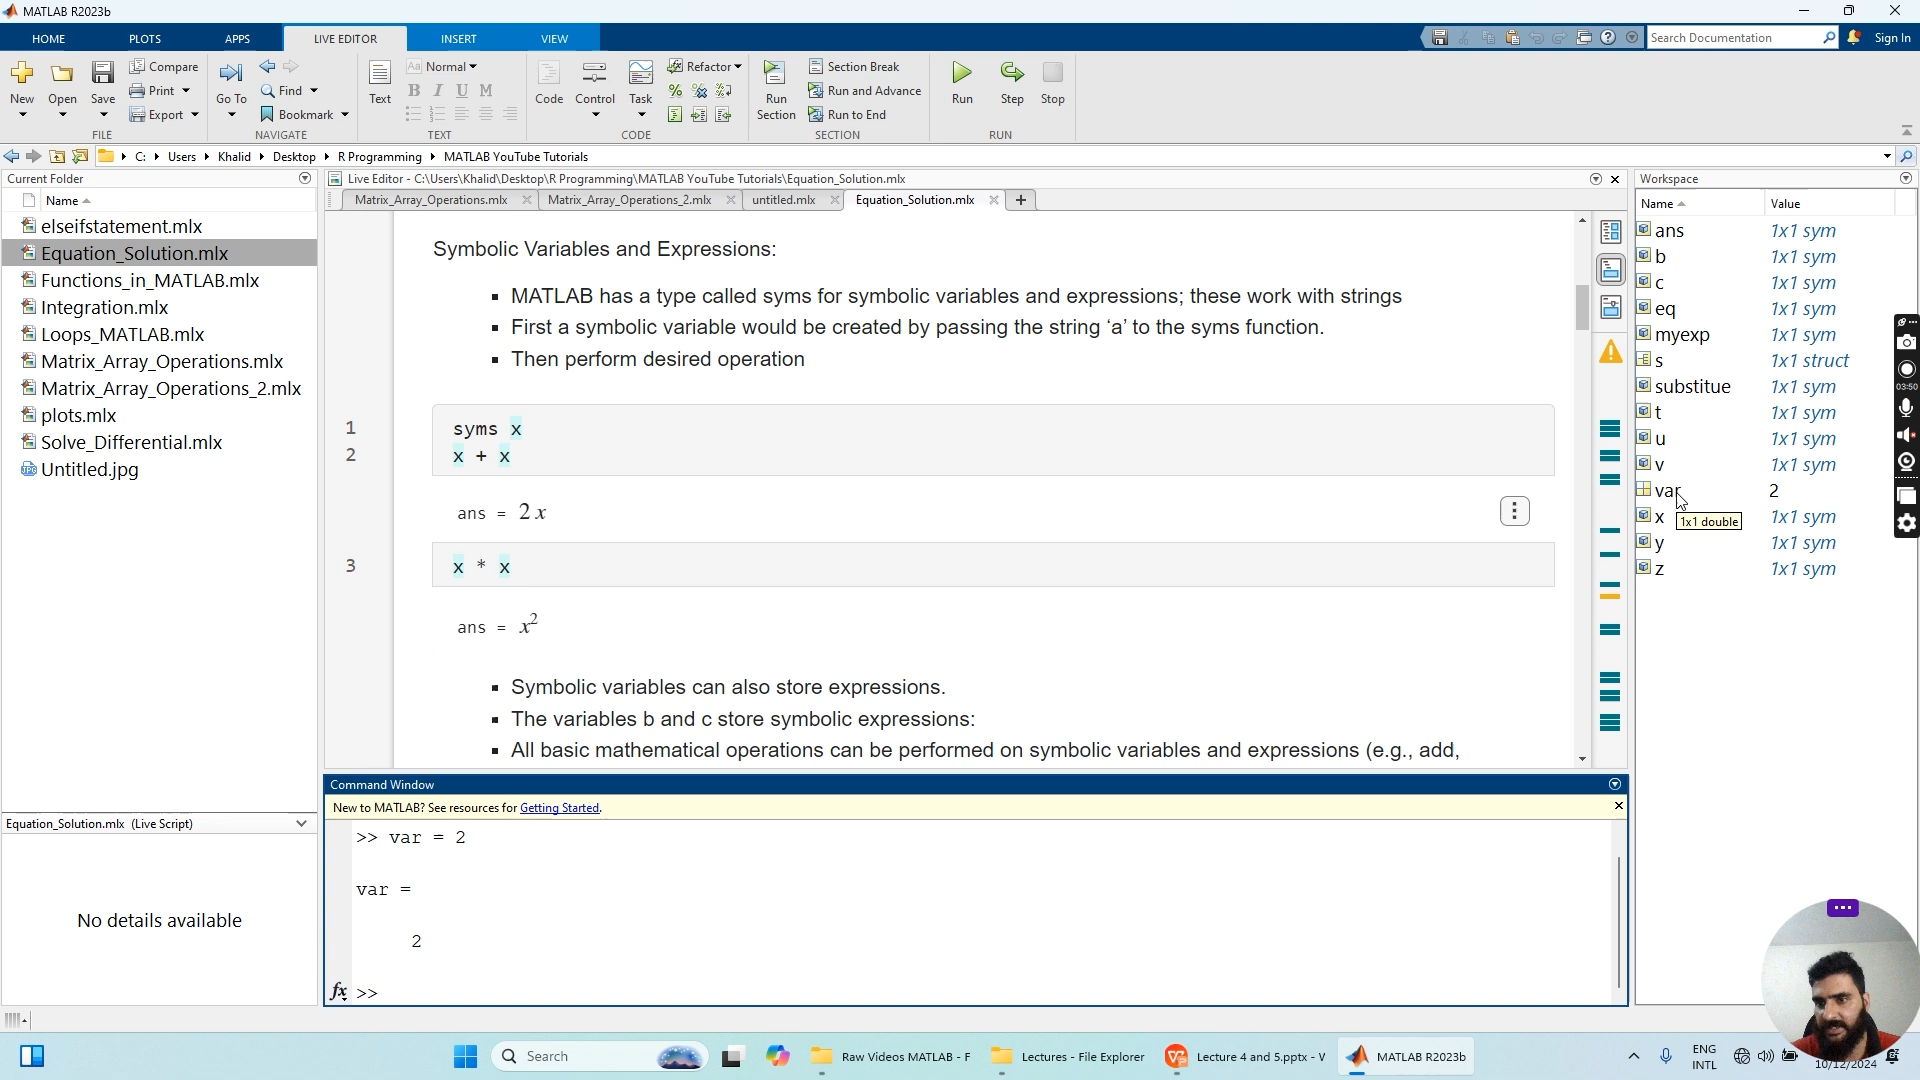 MATLAB R2023b
HOME PLOTS APPS LIVE EDITOR INSERT VIEW
Search Documentation Sign In
New Open Save Compare Print Export
Go To Find Bookmark
Text Normal B I U M
Code Control Task Refactor
Run Section Section Break Run and Advance Run to End
Run Step Stop
FILE NAVIGATE TEXT CODE SECTION RUN
C: Users Khalid Desktop R Programming MATLAB YouTube Tutorials
Current Folder
Name
elseifstatement.mlx
Equation_Solution.mlx
Functions_in_MATLAB.mlx
Integration.mlx
Loops_MATLAB.mlx
Matrix_Array_Operations.mlx
Matrix_Array_Operations_2.mlx
plots.mlx
Solve_Differential.mlx
Untitled.jpg
Equation_Solution.mlx (Live Script)
No details available
Live Editor - C:\Users\Khalid\Desktop\R Programming\MATLAB YouTube Tutorials\Equation_Solution.mlx
Matrix_Array_Operations.mlx Matrix_Array_Operations_2.mlx untitled.mlx Equation_Solution.mlx
Symbolic Variables and Expressions:
MATLAB has a type called syms for symbolic variables and expressions; these work with strings
First a symbolic variable would be created by passing the string ‘a’ to the syms function.
Then perform desired operation
1 syms x
2 x + x
ans = 2 x
3 x * x
ans = x²
Symbolic variables can also store expressions.
The variables b and c store symbolic expressions:
All basic mathematical operations can be performed on symbolic variables and expressions (e.g., add,
Command Window
New to MATLAB? See resources for Getting Started.
>> var = 2
var =
2
fx >>
Workspace
Name Value
ans 1x1 sym
b 1x1 sym
c 1x1 sym
eq 1x1 sym
myexp 1x1 sym
s 1x1 struct
substitue 1x1 sym
t 1x1 sym
u 1x1 sym
v 1x1 sym
var 2
x 1x1 sym
1x1 double
y 1x1 sym
z 1x1 sym
03:50
Search
Raw Videos MATLAB - F
Lectures - File Explorer
Lecture 4 and 5.pptx - V
MATLAB R2023b
ENG
INTL
10/12/2024